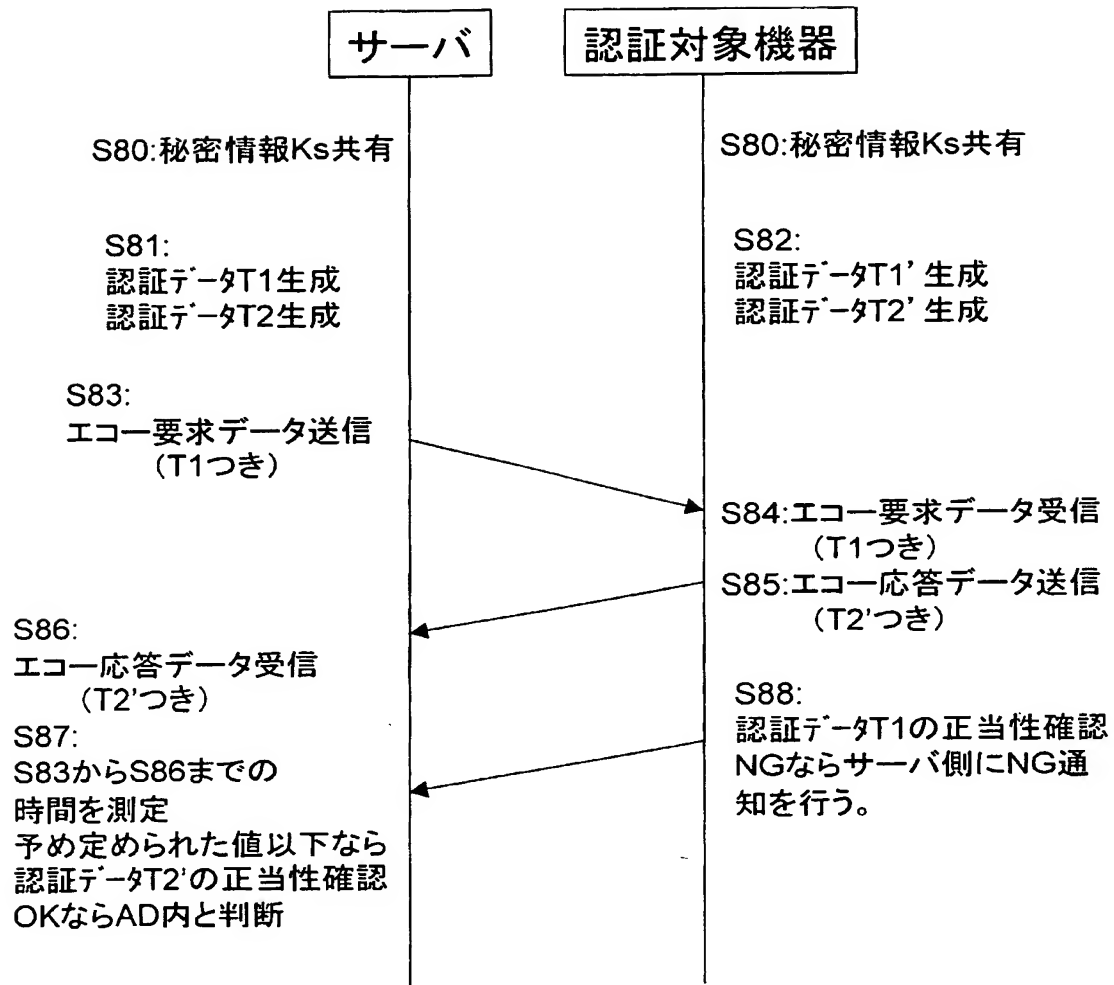 サーバ
認証対象機器
S80:秘密情報Ks共有
S80:秘密情報Ks共有
S81:
認証ﾃﾞｰﾀT1生成
認証ﾃﾞｰﾀT2生成
S82:
認証ﾃﾞｰﾀT1’生成
認証ﾃﾞｰﾀT2’生成
S83:
エコー要求データ送信
(T1つき)
S84:エコー要求データ受信
(T1つき)
S85:エコー応答データ送信
(T2'つき)
S86:
エコー応答データ受信
(T2'つき)
S87:
S83からS86までの
時間を測定
予め定められた値以下なら
認証ﾃﾞｰﾀT2'の正当性確認
OKならAD内と判断
S88:
認証ﾃﾞｰﾀT1の正当性確認
NGならサーバ側にNG通
知を行う。